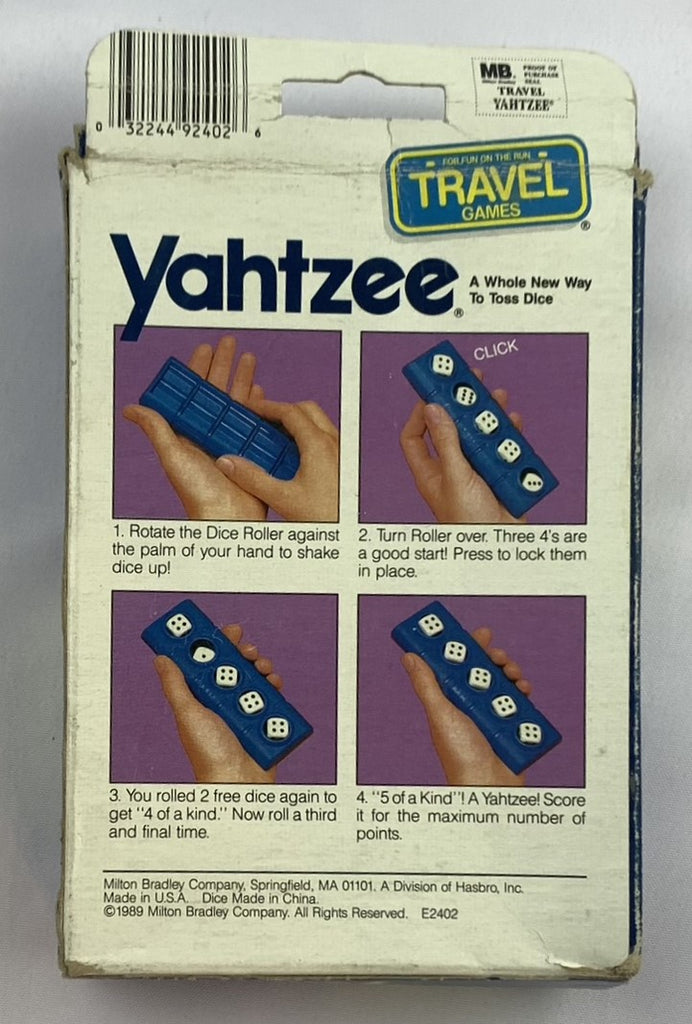 0 32244 92402 6
MB. PROOF OF PURCHASE SEAL
Milton Bradley
TRAVEL
YAHTZEE®
FOR FUN ON THE RUN
TRAVEL
GAMES ®
Yahtzee®
A Whole New Way
To Toss Dice
CLICK
1. Rotate the Dice Roller against
the palm of your hand to shake
dice up!
2. Turn Roller over. Three 4's are
a good start! Press to lock them
in place.
3. You rolled 2 free dice again to
get "4 of a kind." Now roll a third
and final time.
4. "5 of a Kind"! A Yahtzee! Score
it for the maximum number of
points.
Milton Bradley Company, Springfield, MA 01101. A Division of Hasbro, Inc.
Made in U.S.A. Dice Made in China.
©1989 Milton Bradley Company. All Rights Reserved. E2402